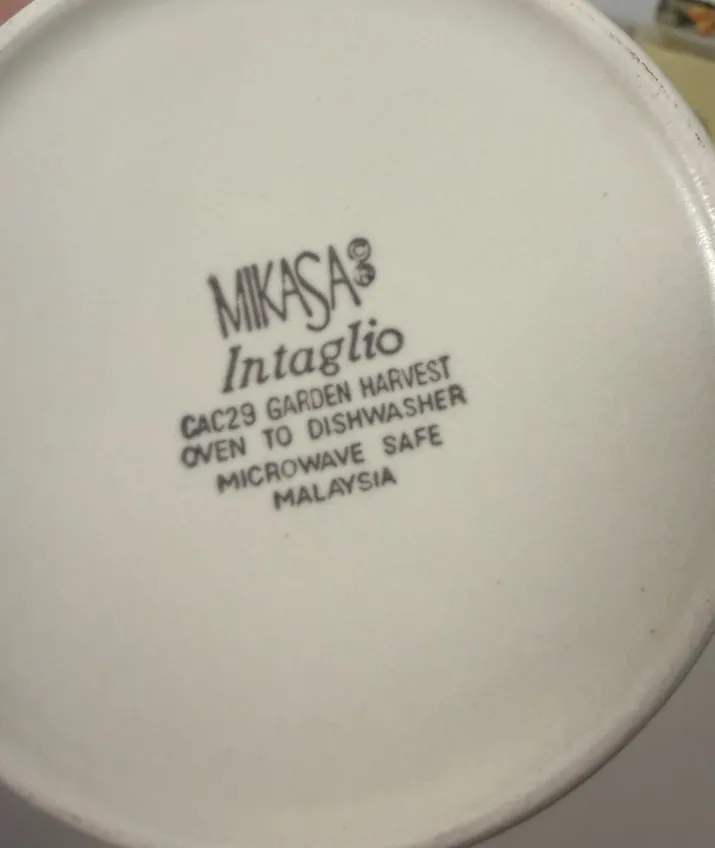 MIKASA © ®
Intaglio
CAC29 GARDEN HARVEST
OVEN TO DISHWASHER
MICROWAVE SAFE
MALAYSIA